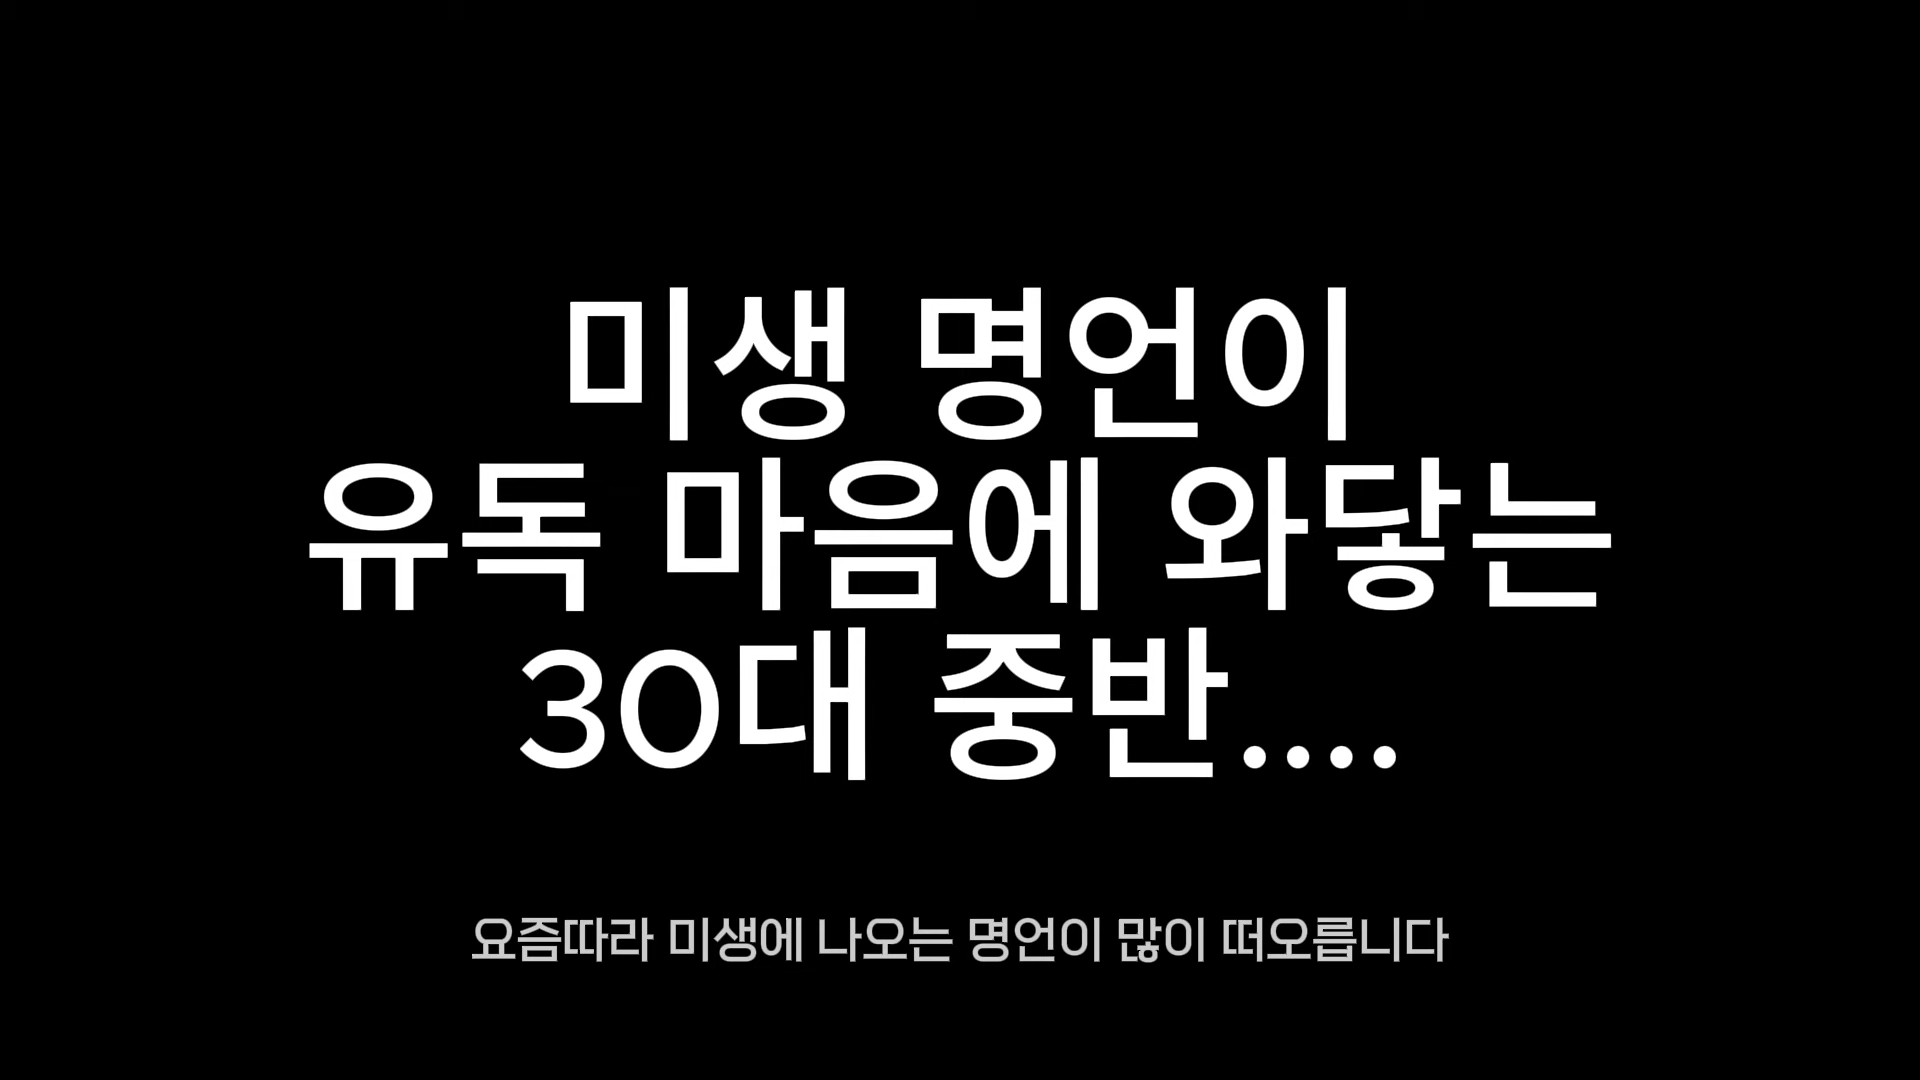 미생 명언이
유독 마음에 와닿는
30대 중반....
요즘따라 미생에 나오는 명언이 많이 떠오릅니다